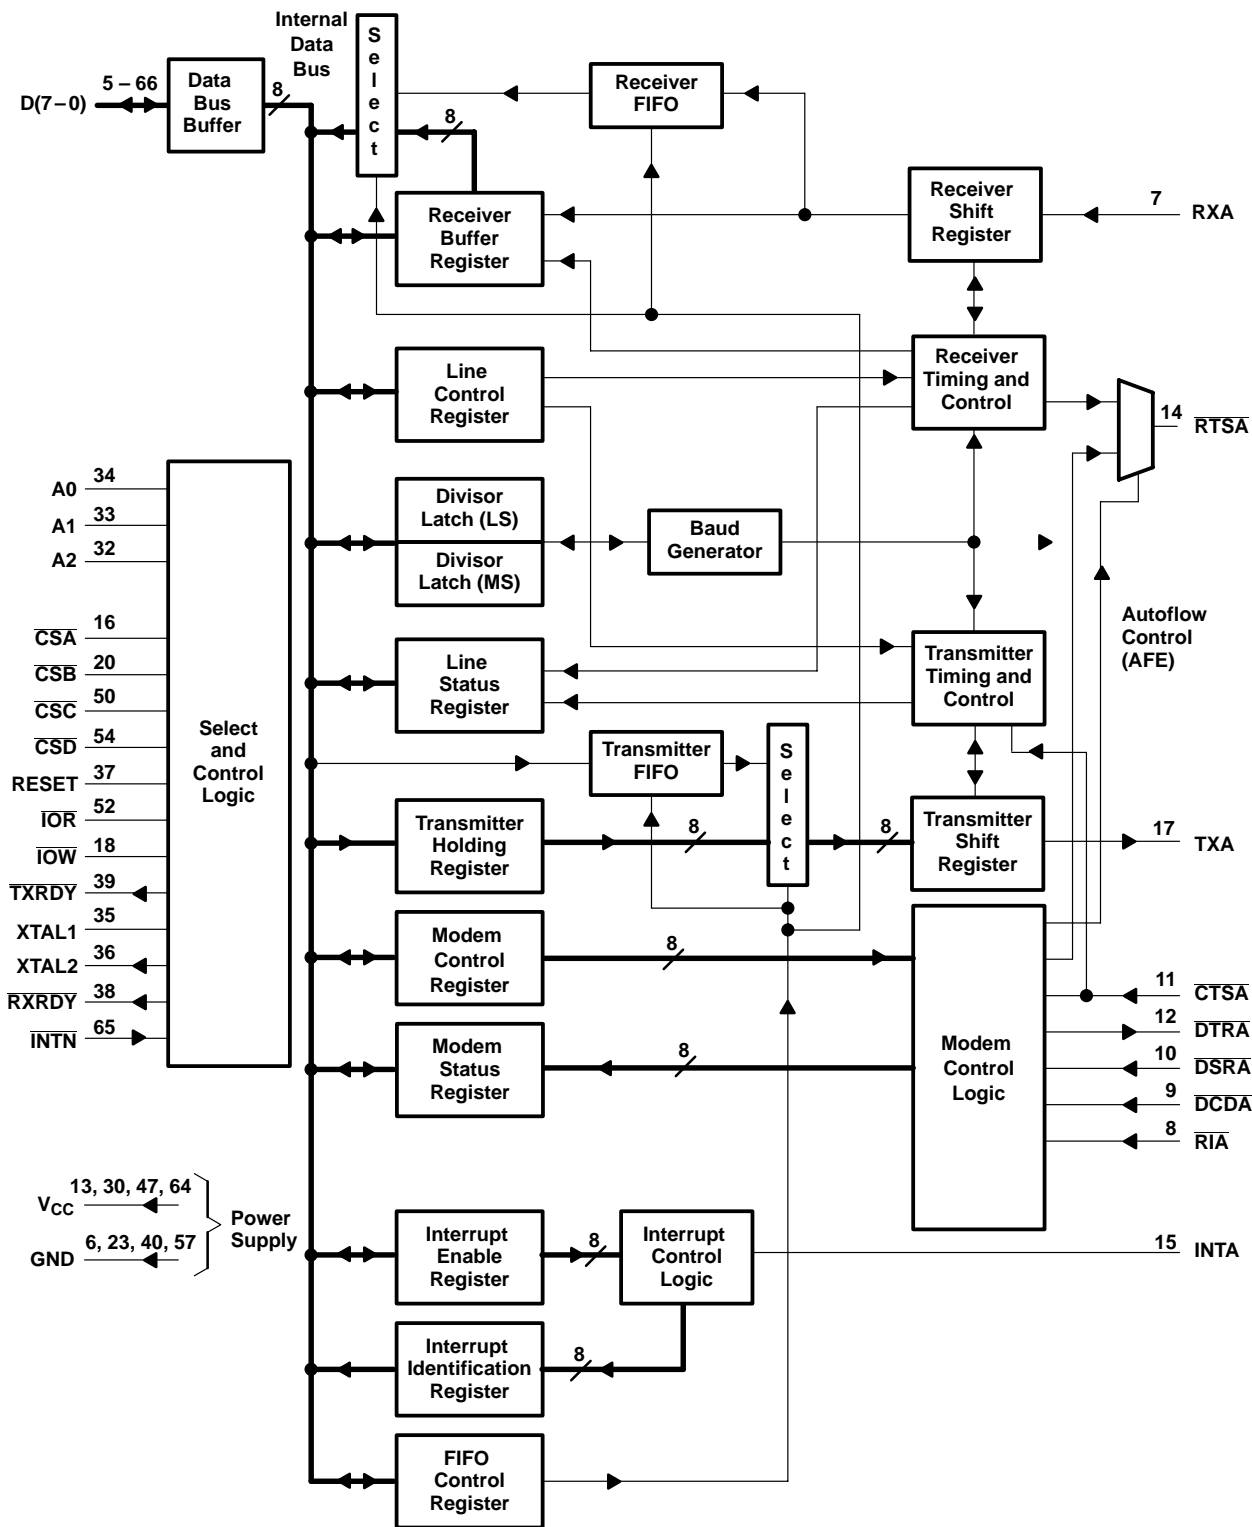 Internal
Data
Bus
S
e
l
e
c
t
D(7–0)
5 – 66
Data
Bus
Buffer
8
8
Receiver
FIFO
Receiver
Buffer
Register
Receiver
Shift
Register
7
RXA
Line
Control
Register
Receiver
Timing and
Control
14
RTSA
A0
34
A1
33
A2
32
CSA
16
CSB
20
CSC
50
CSD
54
RESET
37
IOR
52
IOW
18
TXRDY
39
XTAL1
35
XTAL2
36
RXRDY
38
INTN
65
Select
and
Control
Logic
Divisor
Latch (LS)
Divisor
Latch (MS)
Baud
Generator
Autoflow
Control
(AFE)
Line
Status
Register
Transmitter
Timing and
Control
Transmitter
FIFO
S
e
l
e
c
t
Transmitter
Holding
Register
8
8
Transmitter
Shift
Register
17
TXA
Modem
Control
Register
8
Modem
Status
Register
8
Modem
Control
Logic
11
CTSA
12
DTRA
10
DSRA
9
DCDA
8
RIA
VCC
13, 30, 47, 64
GND
6, 23, 40, 57
Power
Supply
Interrupt
Enable
Register
8
Interrupt
Control
Logic
15
INTA
Interrupt
Identification
Register
8
FIFO
Control
Register